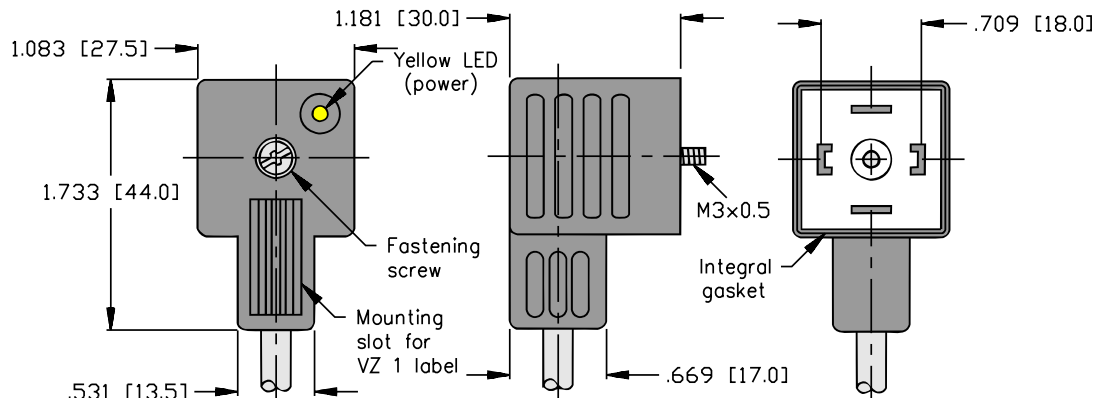 1.083 [27.5]
Yellow LED
(power)
1.733 [44.0]
Fastening
screw
Mounting
slot for
VZ 1 label
.531 [13.5]
1.181 [30.0]
M3x0.5
.669 [17.0]
.709 [18.0]
Integral
gasket